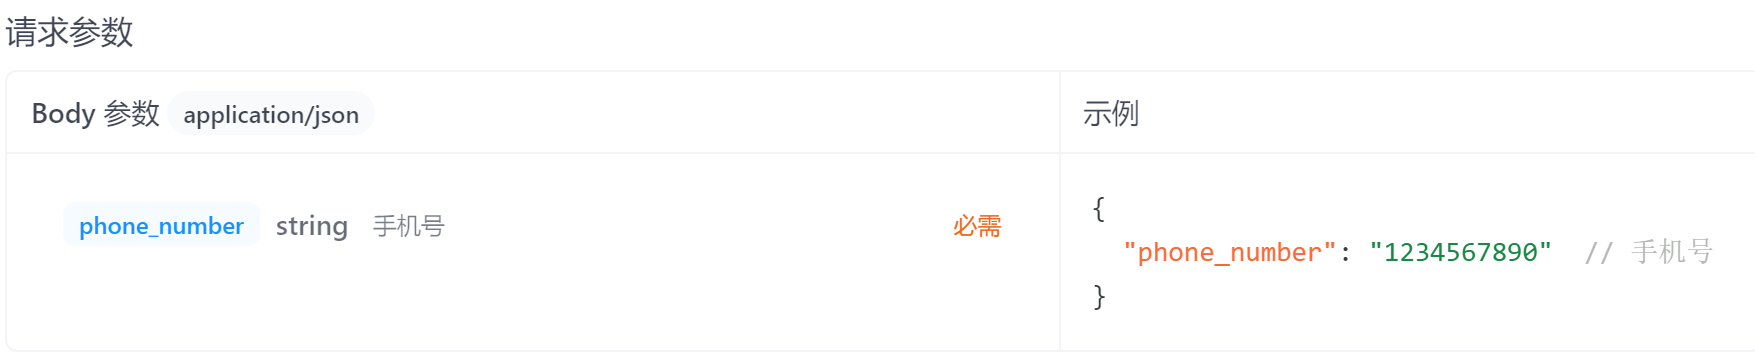 请求参数
Body 参数 application/json
示例
phone_number string 手机号 必需
{
"phone_number": "1234567890" // 手机号
}